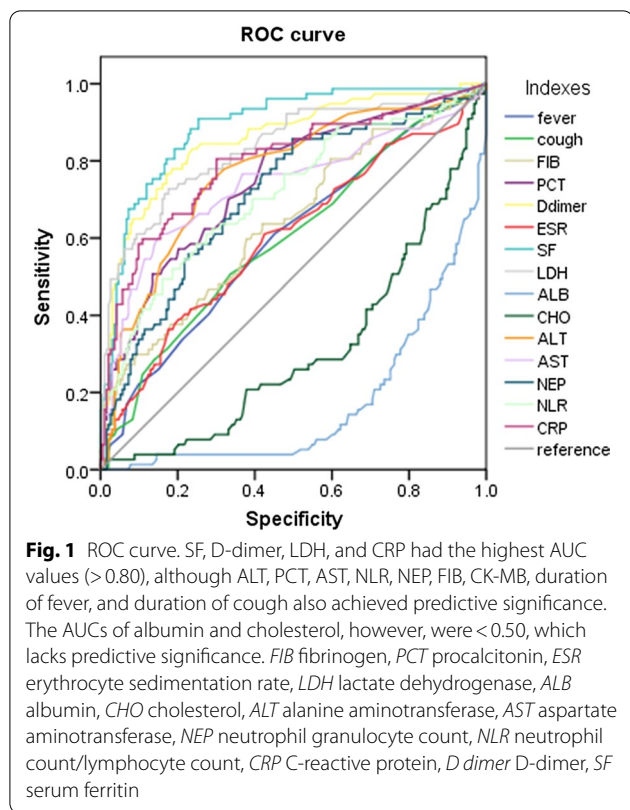 ROC curve
Indexes
fever
cough
FIB
PCT
Ddimer
ESR
SF
LDH
ALB
CHO
ALT
AST
NEP
NLR
CRP
reference
Sensitivity
1.0
0.8
0.6
0.4
0.2
0.0
0.0 0.2 0.4 0.6 0.8 1.0
Specificity
Fig. 1 ROC curve. SF, D-dimer, LDH, and CRP had the highest AUC
values (> 0.80), although ALT, PCT, AST, NLR, NEP, FIB, CK-MB, duration
of fever, and duration of cough also achieved predictive significance.
The AUCs of albumin and cholesterol, however, were < 0.50, which
lacks predictive significance. FIB fibrinogen, PCT procalcitonin, ESR
erythrocyte sedimentation rate, LDH lactate dehydrogenase, ALB
albumin, CHO cholesterol, ALT alanine aminotransferase, AST aspartate
aminotransferase, NEP neutrophil granulocyte count, NLR neutrophil
count/lymphocyte count, CRP C-reactive protein, D dimer D-dimer, SF
serum ferritin